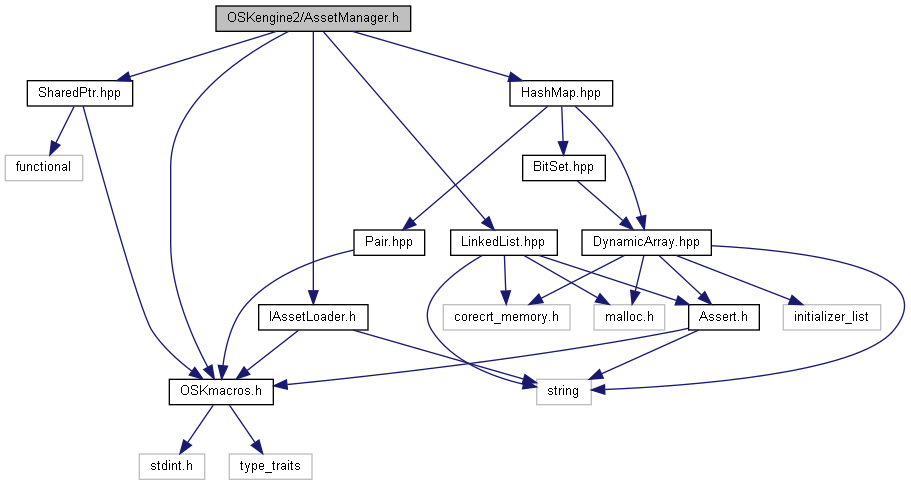 OSKengine2/AssetManager.h
SharedPtr.hpp
HashMap.hpp
functional
BitSet.hpp
Pair.hpp
LinkedList.hpp
DynamicArray.hpp
IAssetLoader.h
corecrt_memory.h
malloc.h
Assert.h
initializer_list
OSKmacros.h
string
stdint.h
type_traits